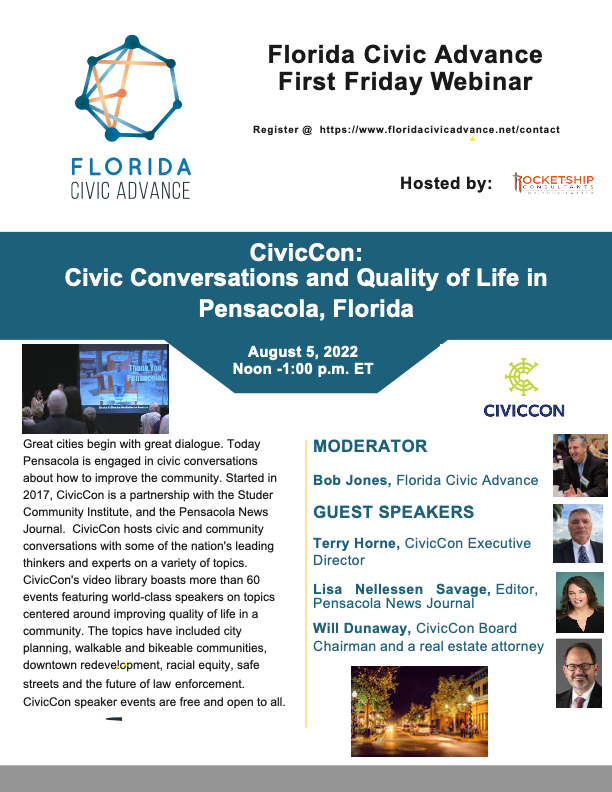 Florida Civic Advance
First Friday Webinar
Register @ https://www.floridacivicadvance.net/contact
FLORIDA
CIVIC ADVANCE
Hosted by:
ROCKETSHIP
CONSULTANTS
CivicCon:
Civic Conversations and Quality of Life in
Pensacola, Florida
August 5, 2022
Noon -1:00 p.m. ET
Thank You
Pensacola!
CIVICCON
Great cities begin with great dialogue. Today
Pensacola is engaged in civic conversations
about how to improve the community. Started in
2017, CivicCon is a partnership with the Studer
Community Institute, and the Pensacola News
Journal. CivicCon hosts civic and community
conversations with some of the nation's leading
thinkers and experts on a variety of topics.
CivicCon's video library boasts more than 60
events featuring world-class speakers on topics
centered around improving quality of life in a
community. The topics have included city
planning, walkable and bikeable communities,
downtown redevelopment, racial equity, safe
streets and the future of law enforcement.
CivicCon speaker events are free and open to all.
MODERATOR
Bob Jones, Florida Civic Advance
GUEST SPEAKERS
Terry Horne, CivicCon Executive
Director
Lisa Nellessen Savage, Editor,
Pensacola News Journal
Will Dunaway, CivicCon Board
Chairman and a real estate attorney